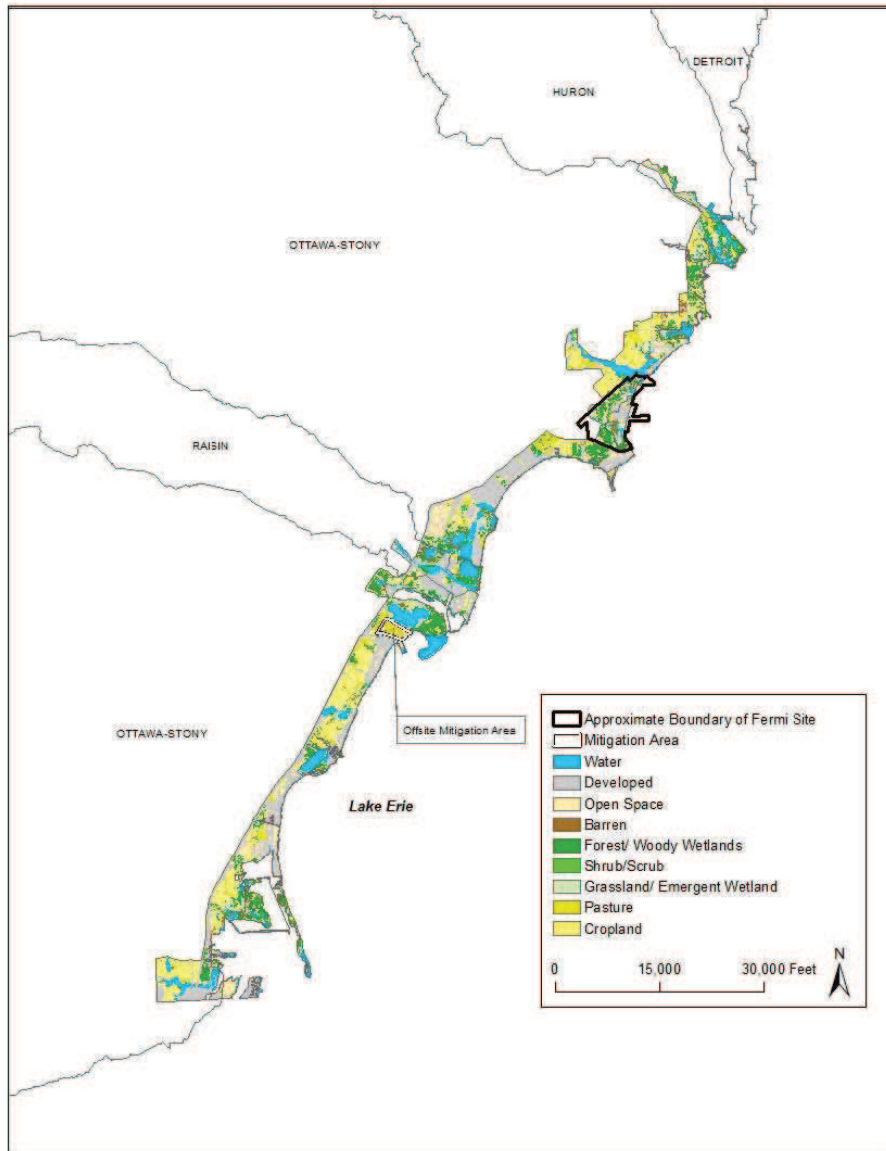 DETROIT
HURON
OTTAWA-STONY
RAISIN
OTTAWA-STONY
Offsite Mitigation Area
Lake Erie
Approximate Boundary of Fermi Site
Mitigation Area
Water
Developed
Open Space
Barren
Forest/ Woody Wetlands
Shrub/Scrub
Grassland/ Emergent Wetland
Pasture
Cropland
N
0 15,000 30,000 Feet